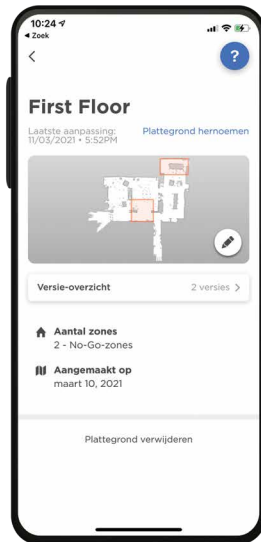 10:24
◀ Zoek
?
First Floor
Laatste aanpassing:
11/03/2021 • 5:52PM
Plattegrond hernoemen
Versie-overzicht
2 versies
Aantal zones
2 - No-Go-zones
Aangemaakt op
maart 10, 2021
Plattegrond verwijderen